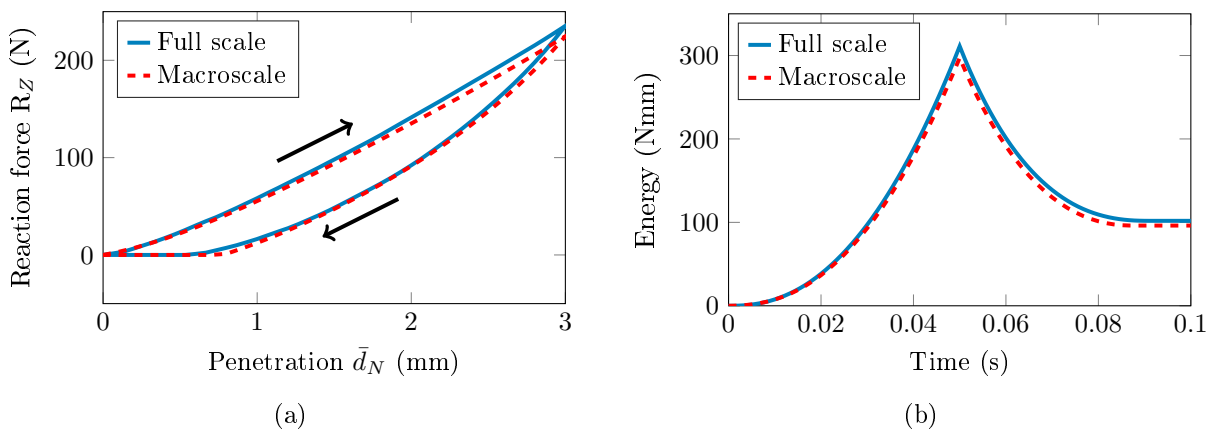 Full scale
Macroscale
Reaction force R_Z (N)
200
100
0
0 1 2 3
Penetration d̄_N (mm)
(a)
Full scale
Macroscale
Energy (Nmm)
300
200
100
0
0 0.02 0.04 0.06 0.08 0.1
Time (s)
(b)